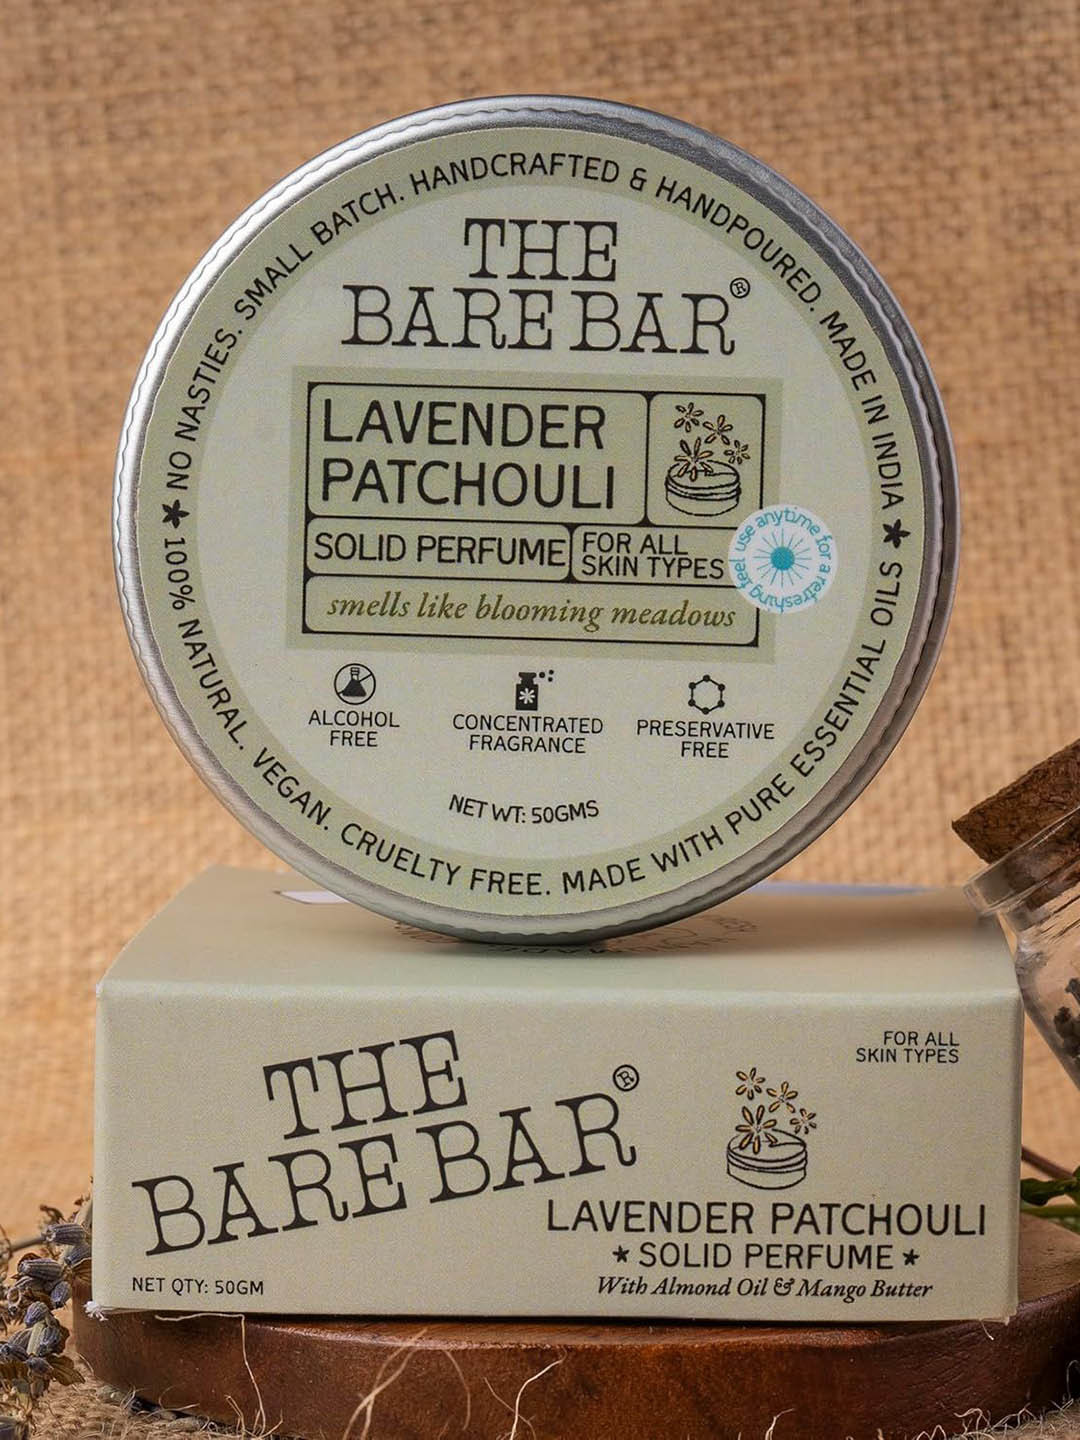 ★ NO NASTIES. SMALL BATCH. HANDCRAFTED & HANDPOURED. MADE IN INDIA ★
100% NATURAL. VEGAN. CRUELTY FREE. MADE WITH PURE ESSENTIAL OILS
THE
BARE BAR®
LAVENDER
PATCHOULI
SOLID PERFUME
FOR ALL
SKIN TYPES
use anytime for a refreshing feel
smells like blooming meadows
ALCOHOL
FREE
CONCENTRATED
FRAGRANCE
PRESERVATIVE
FREE
NET WT: 50GMS
THE
BARE BAR®
NET QTY: 50GM
FOR ALL
SKIN TYPES
LAVENDER PATCHOULI
★ SOLID PERFUME ★
With Almond Oil & Mango Butter